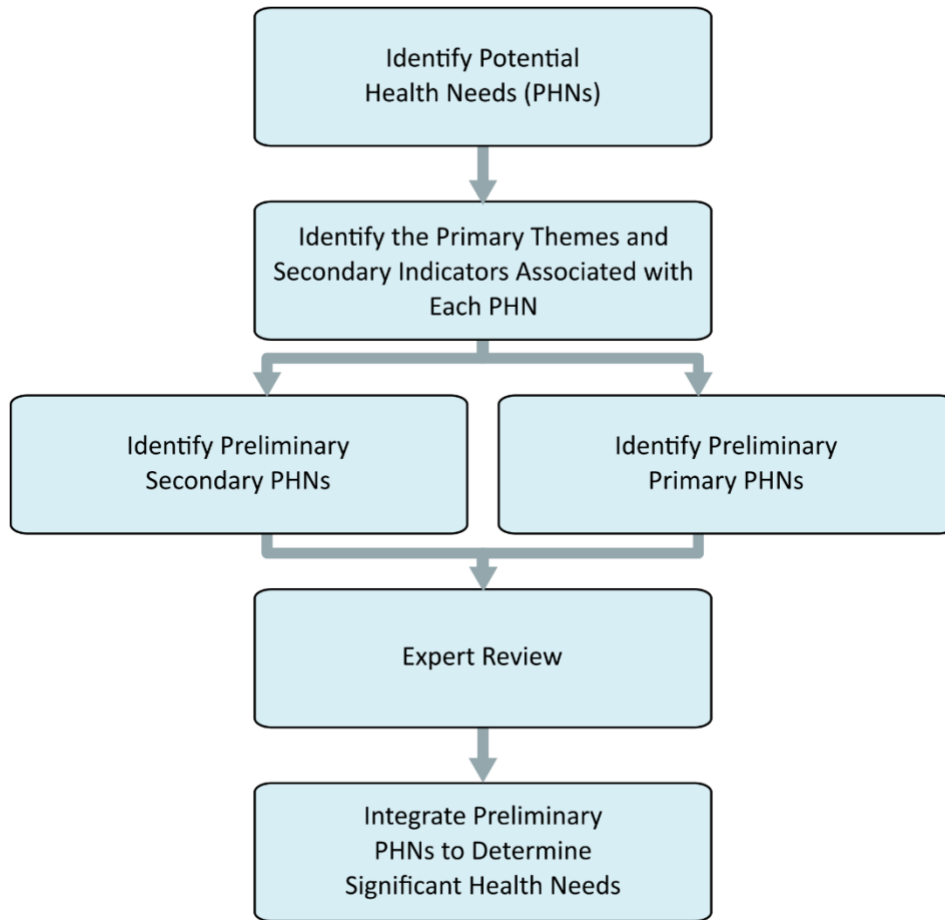 Identify Potential
Health Needs (PHNs)
Identify the Primary Themes and
Secondary Indicators Associated with
Each PHN
Identify Preliminary
Secondary PHNs
Identify Preliminary
Primary PHNs
Expert Review
Integrate Preliminary
PHNs to Determine
Significant Health Needs